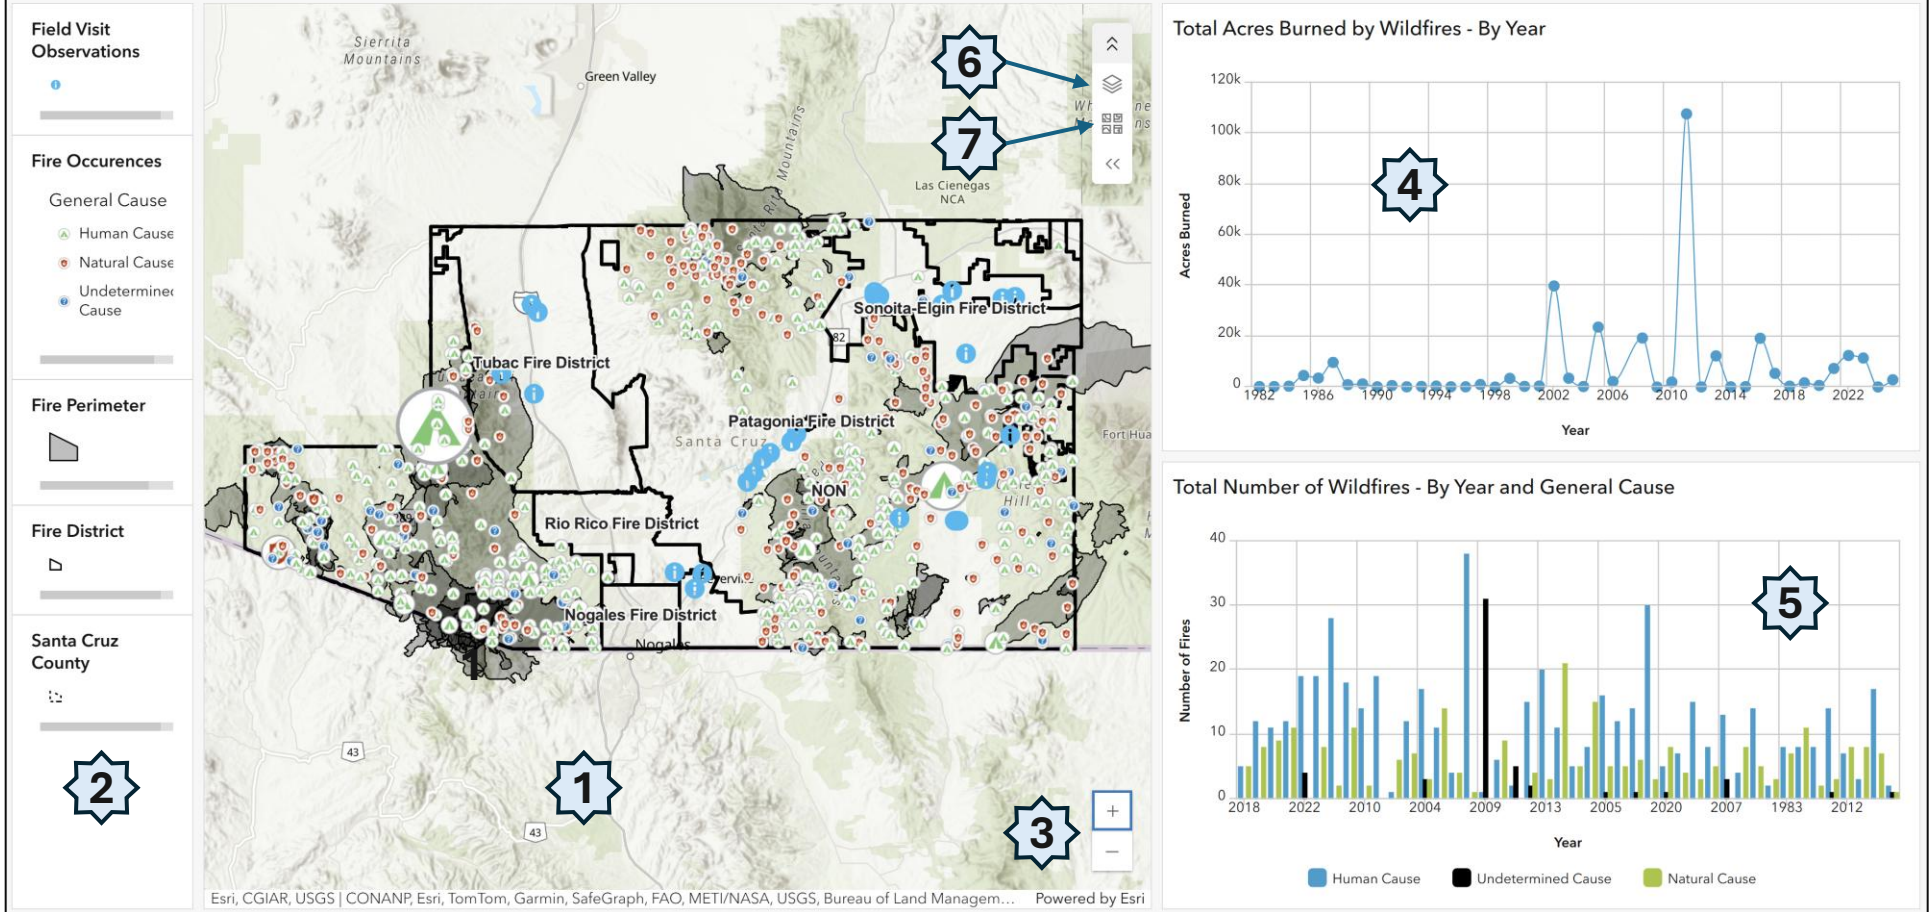 Field Visit
Observations
Fire Occurences
General Cause
Human Cause
Natural Cause
Undetermined
Cause
Fire Perimeter
Fire District
Santa Cruz
County
2
Sierrita
Mountains
Green Valley
6
7
Mountains
Las Cienegas
NCA
Sonoita-Elgin Fire District
82
Tubac Fire District
Patagonia Fire District
Santa Cruz
Fort Hua
NON
Hill
Rio Rico Fire District
Nogales Fire District
Nogales
43
1
43
3
+
−
Esri, CGIAR, USGS | CONANP, Esri, TomTom, Garmin, SafeGraph, FAO, METI/NASA, USGS, Bureau of Land Managem…
Powered by Esri
Total Acres Burned by Wildfires - By Year
120k
100k
80k
60k
40k
20k
0
Acres Burned
4
1982 1986 1990 1994 1998 2002 2006 2010 2014 2018 2022
Year
Total Number of Wildfires - By Year and General Cause
40
30
20
10
0
Number of Fires
5
2018 2022 2010 2004 2009 2013 2005 2020 2007 1983 2012
Year
Human Cause Undetermined Cause Natural Cause